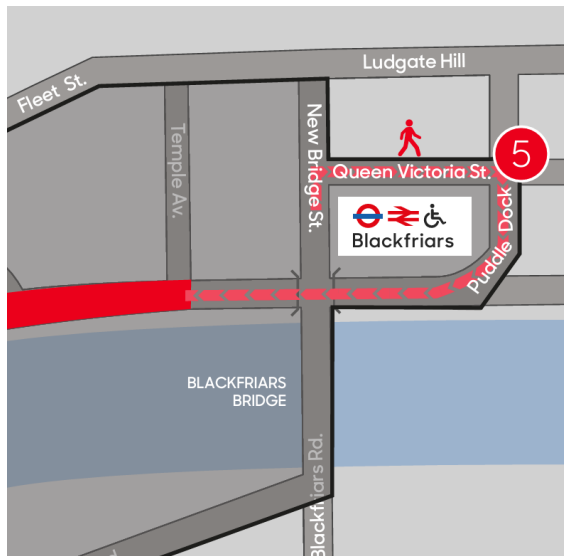 Ludgate Hill
Fleet St.
Temple Av.
New Bridge St.
Queen Victoria St.
5
Puddle Dock
Blackfriars
BLACKFRIARS
BRIDGE
Blackfriars Rd.